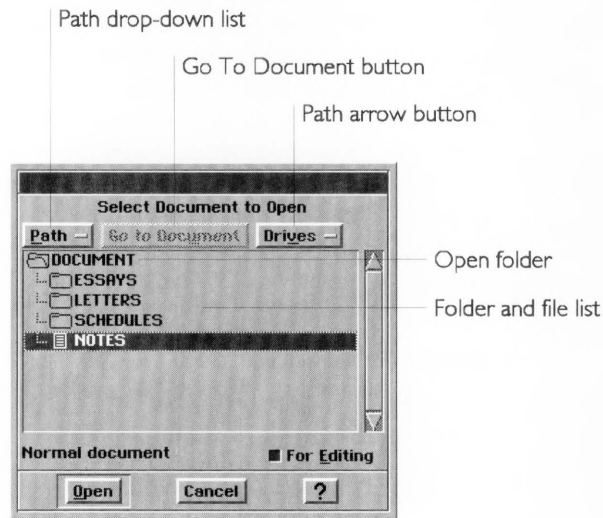 Path drop-down list
Go To Document button
Path arrow button
Select Document to Open
Path Go to Document Drives
DOCUMENT
Open folder
ESSAYS
LETTERS
Folder and file list
SCHEDULES
NOTES
Normal document For Editing
Open Cancel ?